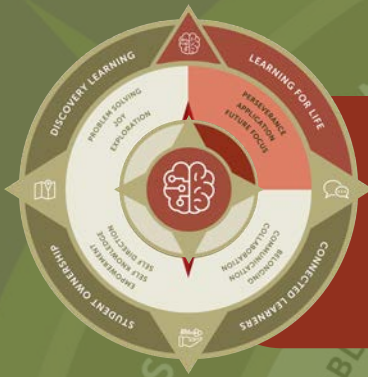 DISCOVERY LEARNING
PROBLEM SOLVING
JOY
EXPLORATION
LEARNING FOR LIFE
PERSEVERANCE
APPLICATION
FUTURE FOCUS
STUDENT OWNERSHIP
EMPOWERMENT
SELF KNOWLEDGE
SELF DIRECTION
CONNECTED LEARNERS
BELONGING
COMMUNICATION
COLLABORATION
S
BL